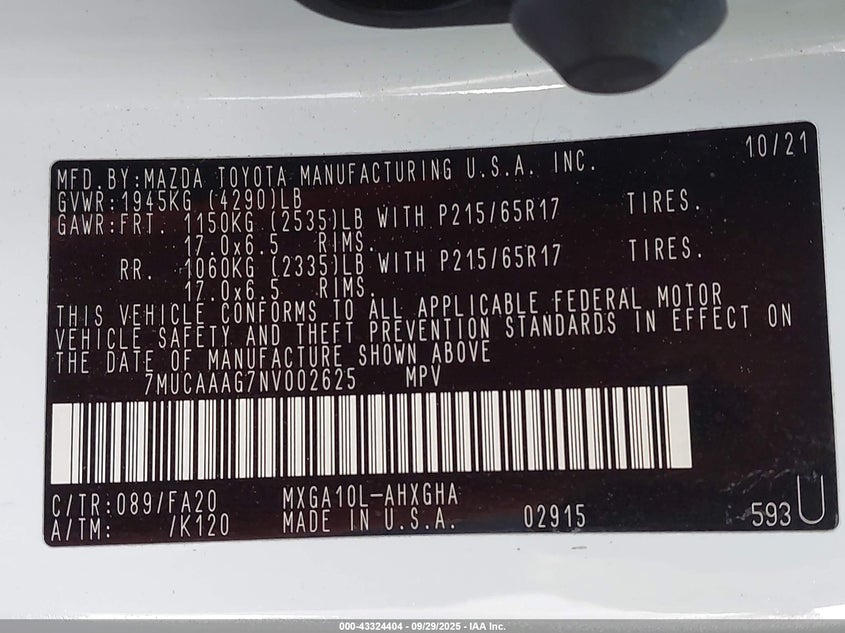 10/21
MFD.BY:MAZDA TOYOTA MANUFACTURING U.S.A. INC.
GVWR:1945KG (4290)LB
GAWR:FRT. 1150KG (2535)LB WITH P215/65R17 TIRES.
17.0x6.5 RIMS.
RR. 1060KG (2335)LB WITH P215/65R17 TIRES.
17.0x6.5 RIMS.
THIS VEHICLE CONFORMS TO ALL APPLICABLE FEDERAL MOTOR
VEHICLE SAFETY AND THEFT PREVENTION STANDARDS IN EFFECT ON
THE DATE OF MANUFACTURE SHOWN ABOVE
7MUCAAAG7NV002625 MPV
C/TR:089/FA20 MXGA10L-AHXGHA
A/TM: /K120 MADE IN U.S.A. 02915 593U
000-43324404 - 09/29/2025 - IAA Inc.